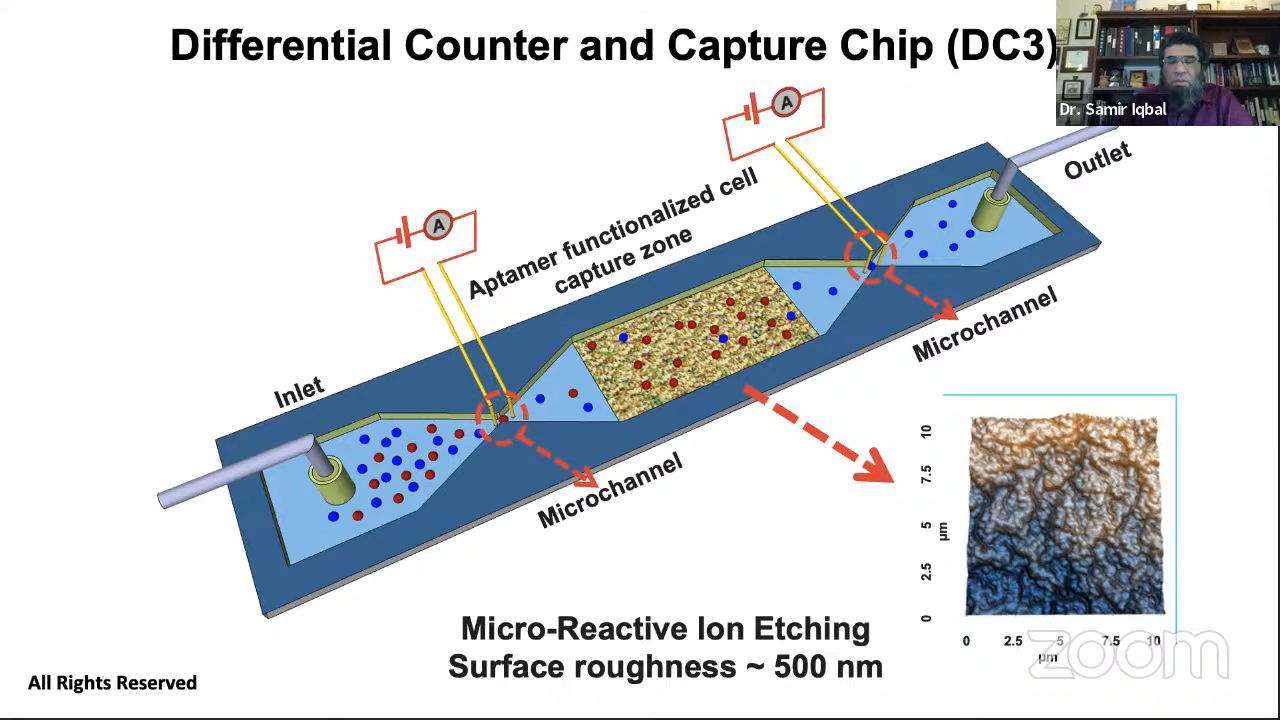 Differential Counter and Capture Chip (DC3)
Dr. Samir Iqbal
A
A
Outlet
Aptamer functionalized cell
capture zone
Inlet
Microchannel
Microchannel
10
7.5
5
2.5
0
µm
0
2.5
5
7.5
10
µm
zoom
Micro-Reactive Ion Etching
Surface roughness ~ 500 nm
All Rights Reserved